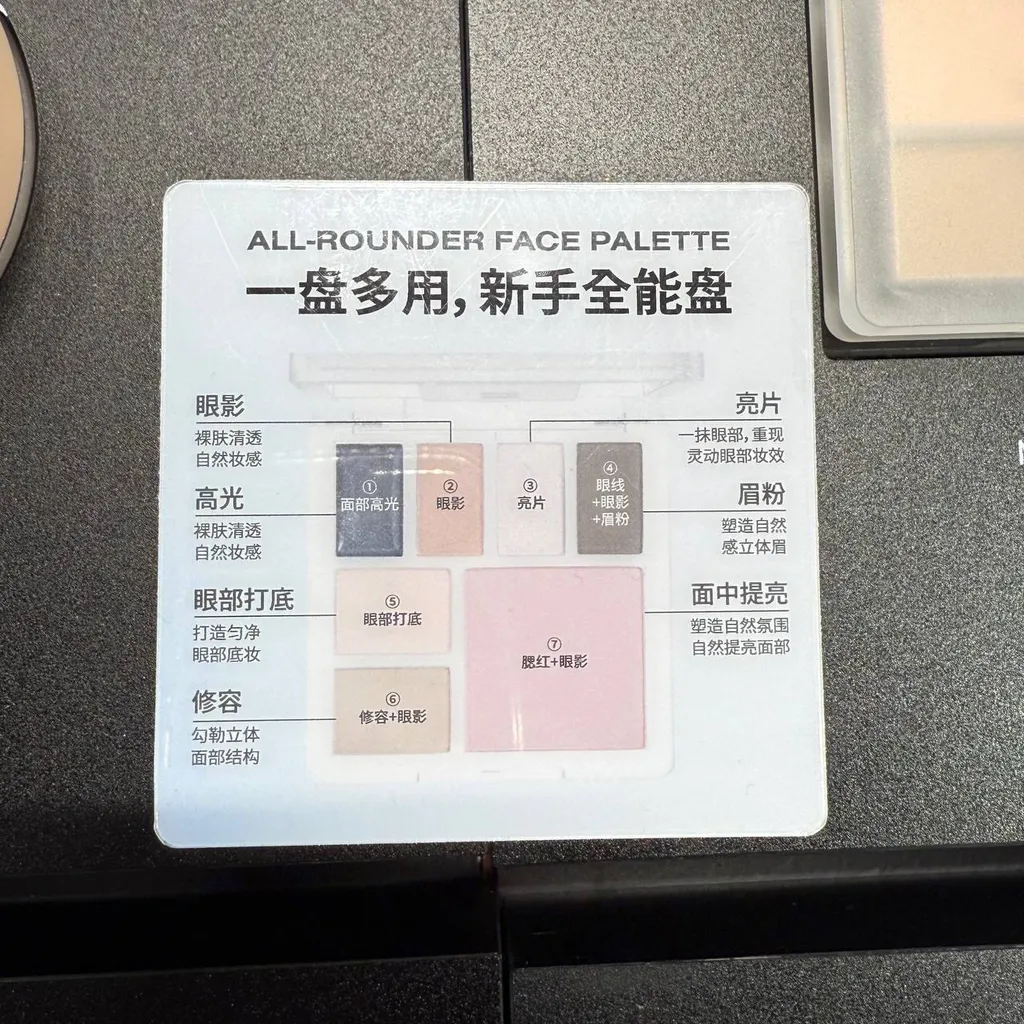 ALL-ROUNDER FACE PALETTE
一盘多用,新手全能盘
眼影
裸肤清透
自然妆感
高光
裸肤清透
自然妆感
眼部打底
打造匀净
眼部底妆
修容
勾勒立体
面部结构
①
面部高光
②
眼影
③
亮片
④
眼线
+眼影
+眉粉
⑤
眼部打底
⑥
修容+眼影
⑦
腮红+眼影
亮片
一抹眼部,重现
灵动眼部妆效
眉粉
塑造自然
感立体眉
面中提亮
塑造自然氛围
自然提亮面部